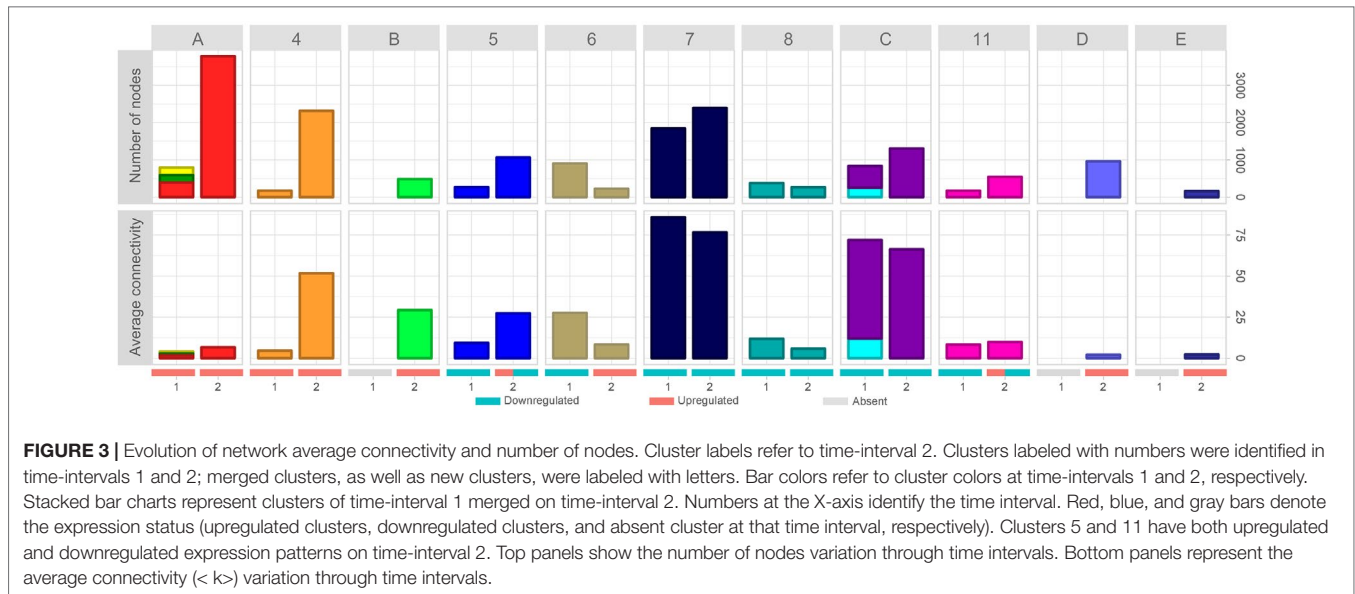 A 4 B 5 6 7 8 C 11 D E
Number of nodes
3000
2000
1000
0
Average connectivity
75
50
25
0
1 2 1 2 1 2 1 2 1 2 1 2 1 2 1 2 1 2 1 2 1 2
Downregulated Upregulated Absent
FIGURE 3 | Evolution of network average connectivity and number of nodes. Cluster labels refer to time-interval 2. Clusters labeled with numbers were identified in
time-intervals 1 and 2; merged clusters, as well as new clusters, were labeled with letters. Bar colors refer to cluster colors at time-intervals 1 and 2, respectively.
Stacked bar charts represent clusters of time-interval 1 merged on time-interval 2. Numbers at the X-axis identify the time interval. Red, blue, and gray bars denote
the expression status (upregulated clusters, downregulated clusters, and absent cluster at that time interval, respectively). Clusters 5 and 11 have both upregulated
and downregulated expression patterns on time-interval 2. Top panels show the number of nodes variation through time intervals. Bottom panels represent the
average connectivity (< k>) variation through time intervals.